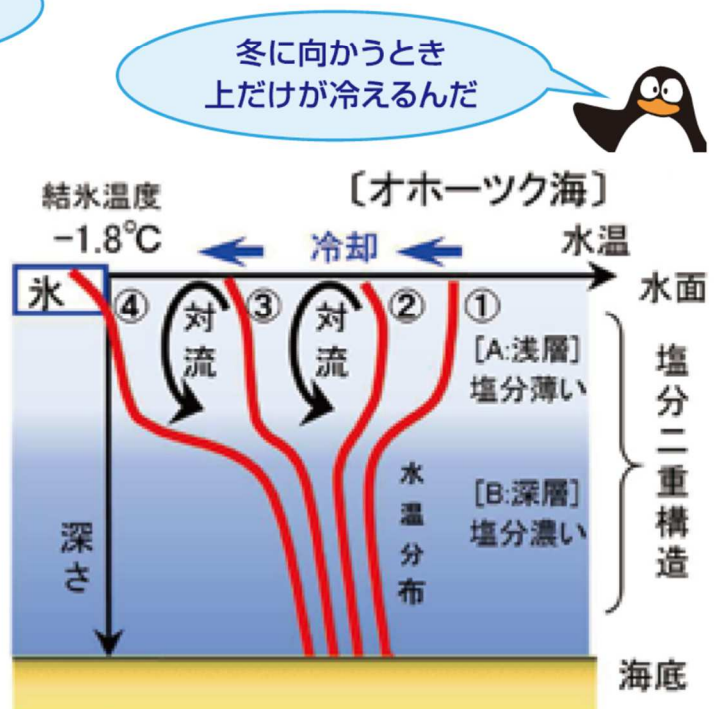 冬に向かうとき
上だけが冷えるんだ
〔オホーツク海〕
結氷温度
-1.8℃
冷却
水温
氷
水面
④
対流
③
対流
②
①
[A:浅層]
塩分薄い
塩分二重構造
水温分布
[B:深層]
塩分濃い
深さ
海底